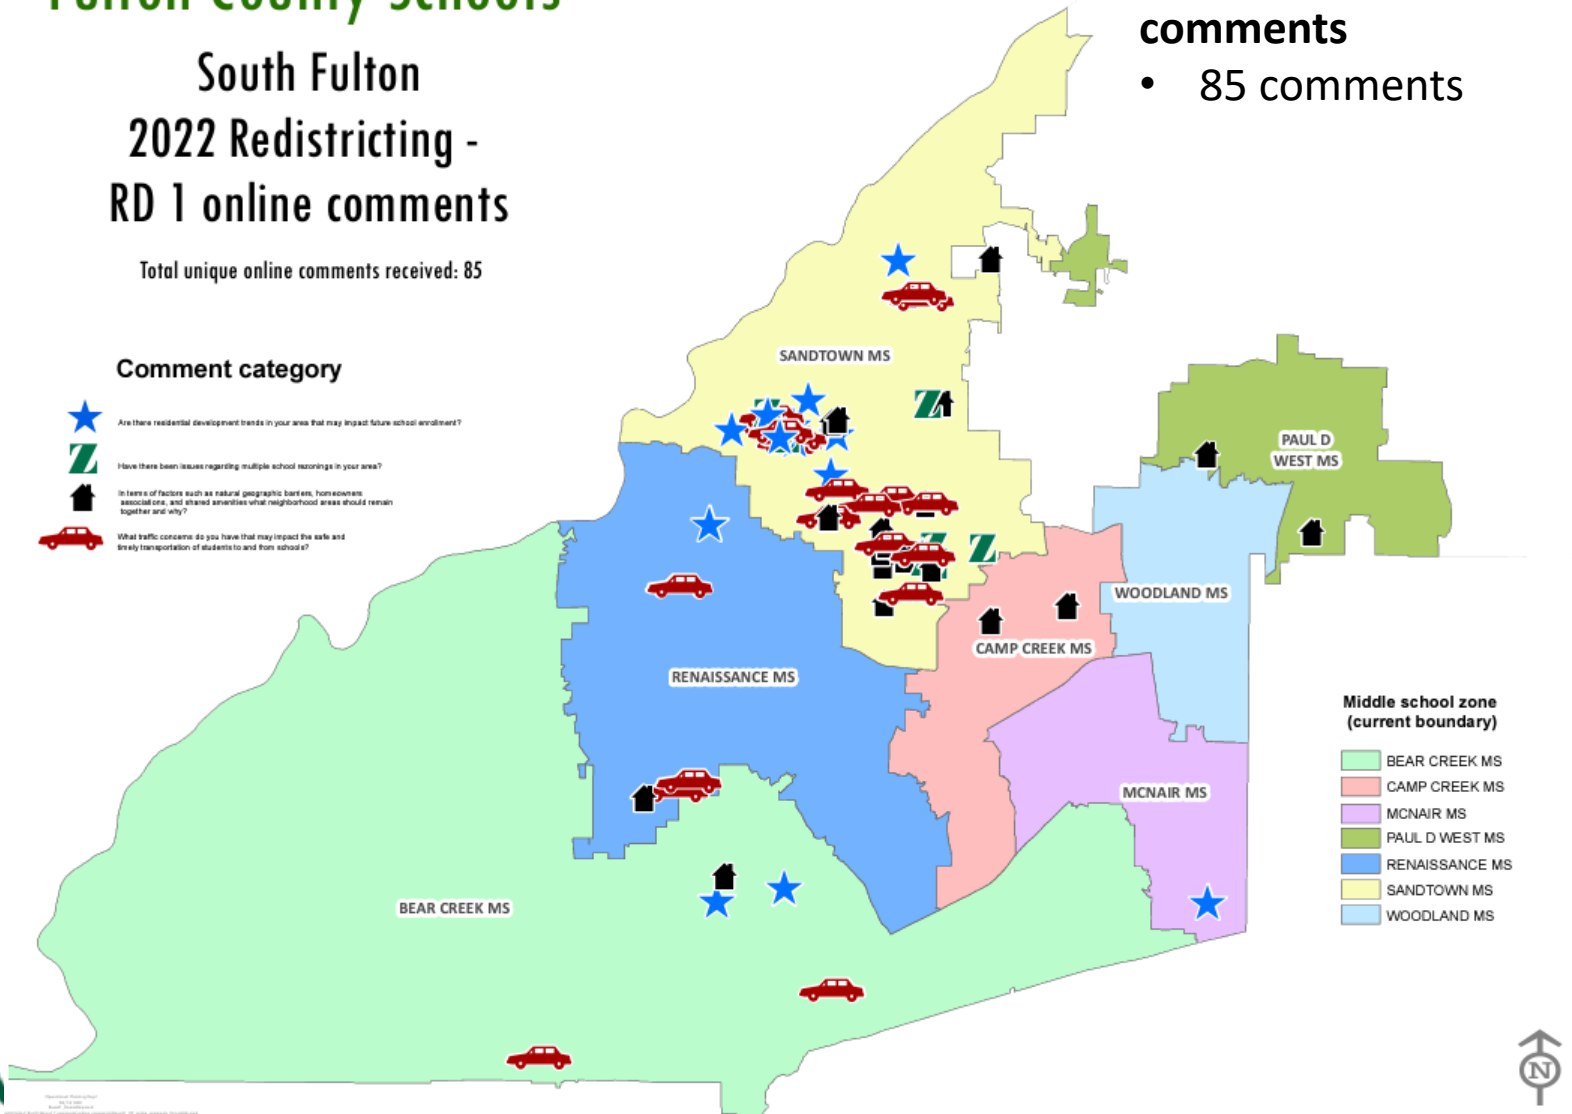 Fulton County Schools
South Fulton
2022 Redistricting -
RD 1 online comments
Total unique online comments received: 85
comments
• 85 comments
Comment category
Are there residential development trends in your area that may impact future school enrollment?
Z
Have there been issues regarding multiple school rezonings in your area?
In terms of factors such as natural geographic barriers, homeowners
associations, and shared amenities what neighborhood areas should remain
together and why?
What traffic concerns do you have that may impact the safe and
timely transportation of students to and from schools?
SANDTOWN MS
Z
PAUL D
WEST MS
Z
WOODLAND MS
CAMP CREEK MS
RENAISSANCE MS
MCNAIR MS
BEAR CREEK MS
Middle school zone
(current boundary)
BEAR CREEK MS
CAMP CREEK MS
MCNAIR MS
PAUL D WEST MS
RENAISSANCE MS
SANDTOWN MS
WOODLAND MS
N